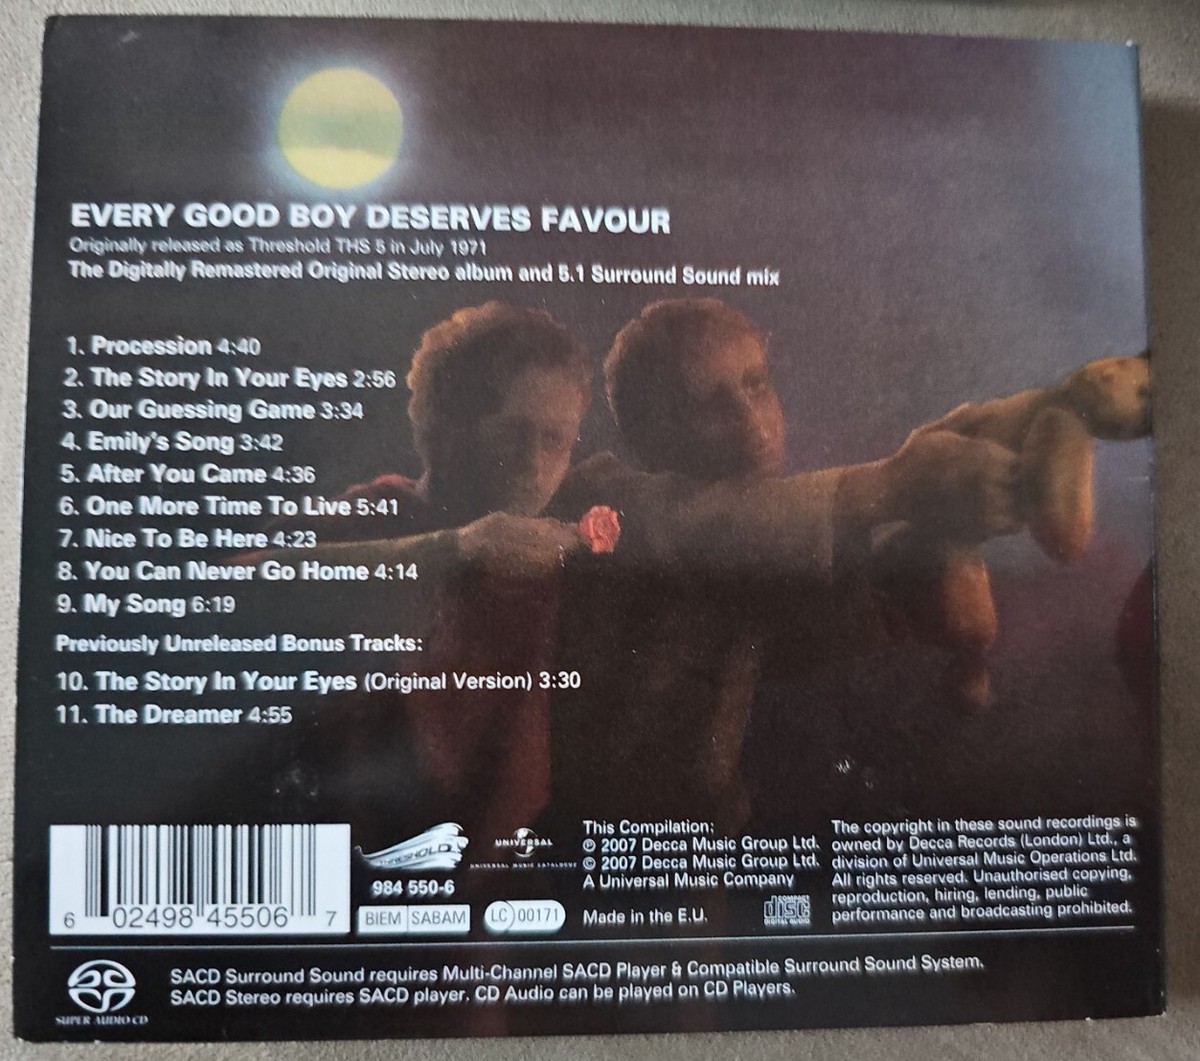 EVERY GOOD BOY DESERVES FAVOUR
Originally released as Threshold THS 5 in July 1971
The Digitally Remastered Original Stereo album and 5.1 Surround Sound mix
1. Procession 4:40
2. The Story In Your Eyes 2:56
3. Our Guessing Game 3:34
4. Emily's Song 3:42
5. After You Came 4:36
6. One More Time To Live 5:41
7. Nice To Be Here 4:23
8. You Can Never Go Home 4:14
9. My Song 6:19
Previously Unreleased Bonus Tracks:
10. The Story In Your Eyes (Original Version) 3:30
11. The Dreamer 4:55
6 02498 45506 7
THRESHOLD
984 550-6
BIEM SABAM
UNIVERSAL
UNIVERSAL MUSIC CATALOGUE
LC 00171
This Compilation:
℗ 2007 Decca Music Group Ltd.
© 2007 Decca Music Group Ltd.
A Universal Music Company
Made in the E.U.
COMPACT
disc
DIGITAL AUDIO
The copyright in these sound recordings is
owned by Decca Records (London) Ltd., a
division of Universal Music Operations Ltd.
All rights reserved. Unauthorised copying,
reproduction, hiring, lending, public
performance and broadcasting prohibited.
SUPER AUDIO CD
SACD Surround Sound requires Multi-Channel SACD Player & Compatible Surround Sound System.
SACD Stereo requires SACD player. CD Audio can be played on CD Players.